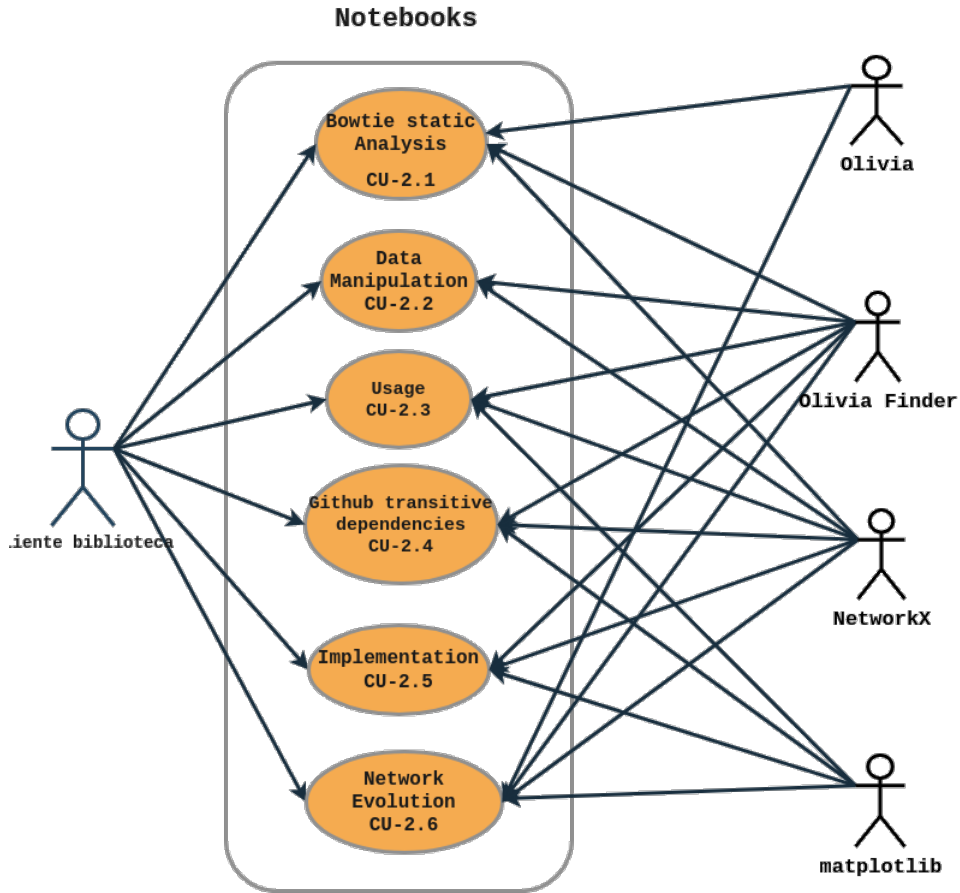 Notebooks
Bowtie static
Analysis
CU-2.1
Data
Manipulation
CU-2.2
Usage
CU-2.3
Github transitive
dependencies
CU-2.4
Implementation
CU-2.5
Network
Evolution
CU-2.6
iente biblioteca
Olivia
Olivia Finder
NetworkX
matplotlib